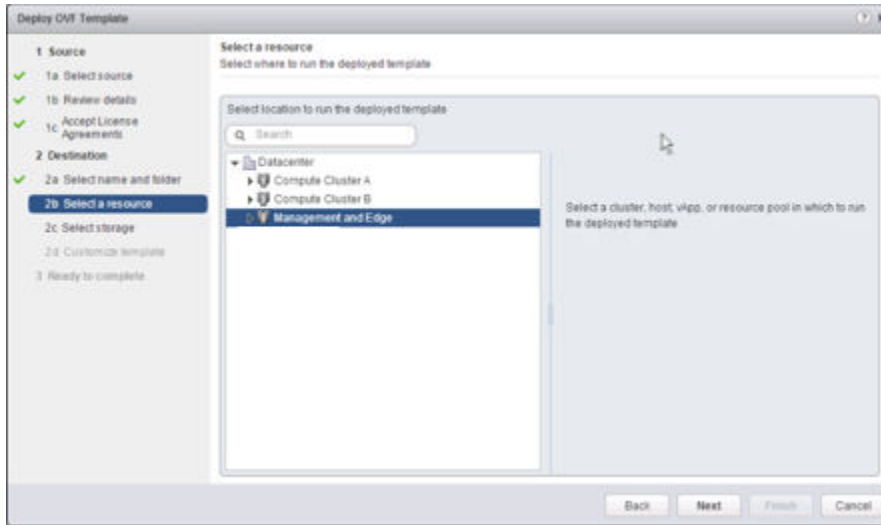 Deploy OVF Template
1 Source
1a Select source
1b Review details
1c Accept License
Agreements
2 Destination
2a Select name and folder
2b Select a resource
2c Select storage
2d Customize template
3 Ready to complete
Select a resource
Select where to run the deployed template
Select location to run the deployed template
Search
Datacenter
Compute Cluster A
Compute Cluster B
Management and Edge
Select a cluster, host, vApp, or resource pool in which to run
the deployed template
Back
Next
Finish
Cancel